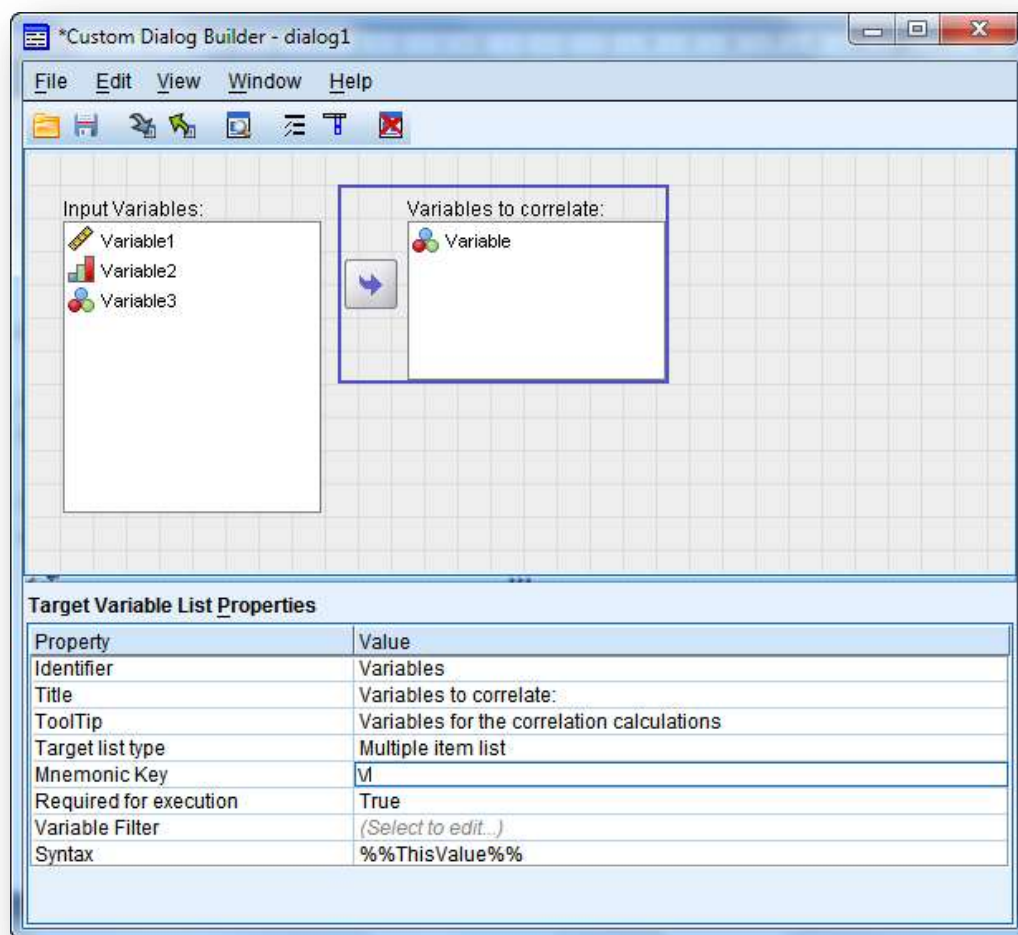 *Custom Dialog Builder - dialog1
File Edit View Window Help
Input Variables:
Variable1
Variable2
Variable3
Variables to correlate:
Variable
Target Variable List Properties
Property Value
Identifier Variables
Title Variables to correlate:
ToolTip Variables for the correlation calculations
Target list type Multiple item list
Mnemonic Key V
Required for execution True
Variable Filter (Select to edit...)
Syntax %%ThisValue%%